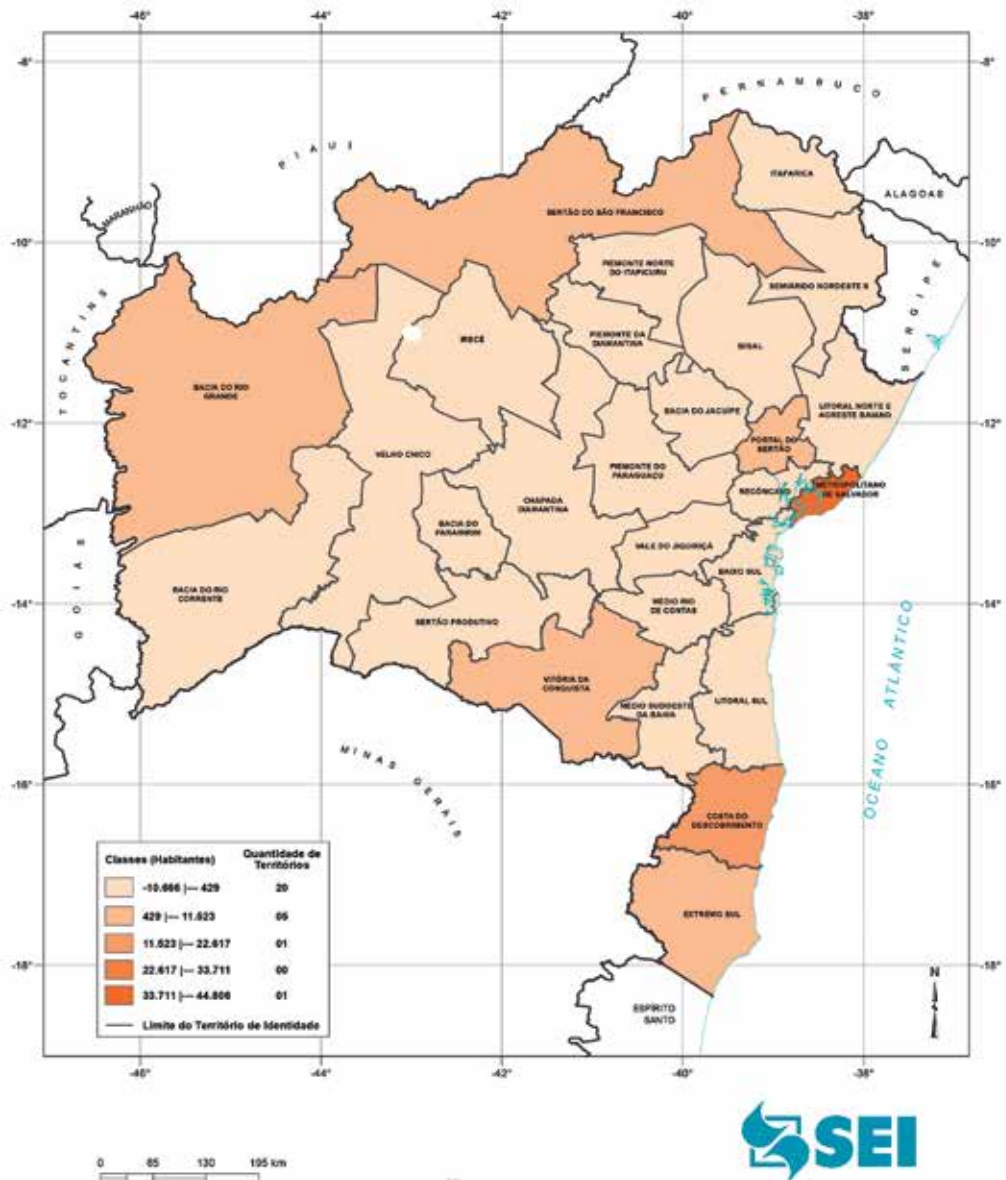 -46° -44° -42° -40° -38°
-8° -8°
PERNAMBUCO
PIAUÍ
ITAPARICA
ALAGOAS
MARANHÃO
SERTÃO DO SÃO FRANCISCO
-10° -10°
PIEMONTE NORTE
DO ITAPICURU
SEMIÁRIDO NORDESTE II
SERGIPE
TOCANTINS
IRECÊ
PIEMONTE DA
DIAMANTINA
SISAL
BACIA DO RIO
GRANDE
BACIA DO JACUÍPE
LITORAL NORTE E
AGRESTE BAIANO
-12° -12°
PORTAL DO
SERTÃO
VELHO CHICO
PIEMONTE DO
PARAGUAÇU
RECÔNCAVO
METROPOLITANO
DE SALVADOR
CHAPADA
DIAMANTINA
BACIA DO
PARAMIRIM
VALE DO JIQUIRIÇÁ
BAIXO SUL
GOIÁS
BACIA DO RIO
CORRENTE
MÉDIO RIO
DE CONTAS
-14° -14°
SERTÃO PRODUTIVO
VITÓRIA DA
CONQUISTA
MÉDIO SUDOESTE
DA BAHIA
LITORAL SUL
OCEANO ATLÂNTICO
MINAS GERAIS
-16° -16°
COSTA DO
DESCOBRIMENTO
EXTREMO SUL
Classes (Habitantes) Quantidade de
Territórios
-10.666 |--- 429 20
429 |--- 11.523 05
11.523 |--- 22.617 01
22.617 |--- 33.711 00
33.711 |--- 44.806 01
Limite do Território de Identidade
-18° -18°
N
ESPÍRITO
SANTO
-46° -44° -42° -40° -38°
SEI
0 65 130 195 km